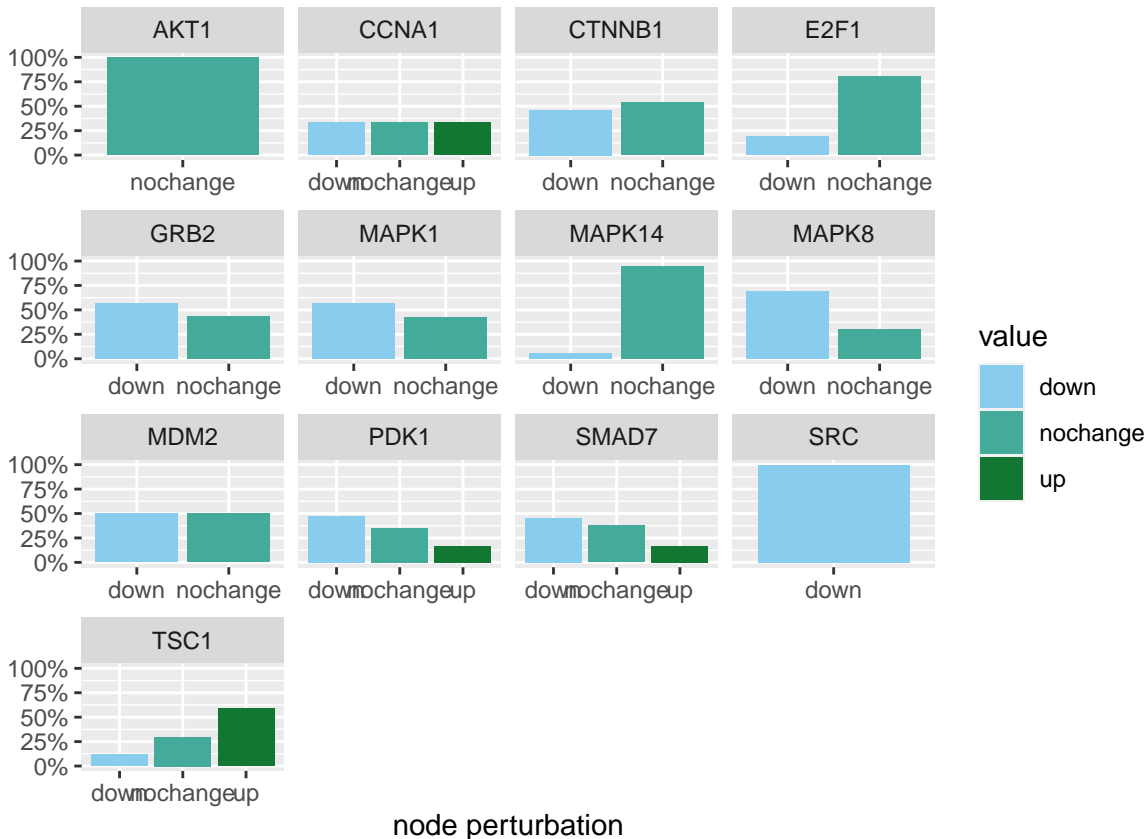 AKT1 CCNA1 CTNNB1 E2F1
100%
75%
50%
25%
0%
nochange down nochange up down nochange down nochange
GRB2 MAPK1 MAPK14 MAPK8
100%
75%
50%
25%
0%
down nochange down nochange down nochange down nochange
value
down
nochange
up
MDM2 PDK1 SMAD7 SRC
100%
75%
50%
25%
0%
down nochange down nochange up down nochange up down
TSC1
100%
75%
50%
25%
0%
down nochange up
node perturbation